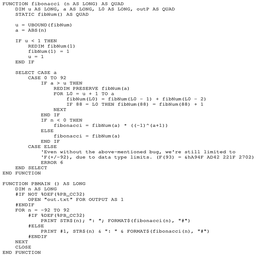 FUNCTION fibonacci (n AS LONG) AS QUAD
DIM u AS LONG, a AS LONG, L0 AS LONG, outP AS QUAD
STATIC fibNum() AS QUAD
u = UBOUND(fibNum)
a = ABS(n)
IF u < 1 THEN
REDIM fibNum(1)
fibNum(1) = 1
u = 1
END IF
SELECT CASE a
CASE 0 TO 92
IF a > u THEN
REDIM PRESERVE fibNum(a)
FOR L0 = u + 1 TO a
fibNum(L0) = fibNum(L0 - 1) + fibNum(L0 - 2)
IF 88 = L0 THEN fibNum(88) = fibNum(88) + 1
NEXT
END IF
IF n < 0 THEN
fibonacci = fibNum(a) * ((-1)^(a+1))
ELSE
fibonacci = fibNum(a)
END IF
CASE ELSE
'Even without the above-mentioned bug, we're still limited to
'F(+/-92), due to data type limits. (F(93) = &hA94F AD42 221F 2702)
ERROR 6
END SELECT
END FUNCTION
FUNCTION PBMAIN () AS LONG
DIM n AS LONG
#IF NOT %DEF(%PB_CC32)
OPEN "out.txt" FOR OUTPUT AS 1
#ENDIF
FOR n = -92 TO 92
#IF %DEF(%PB_CC32)
PRINT STR$(n); ": "; FORMAT$(fibonacci(n), "#")
#ELSE
PRINT #1, STR$(n) & ": " & FORMAT$(fibonacci(n), "#")
#ENDIF
NEXT
CLOSE
END FUNCTION